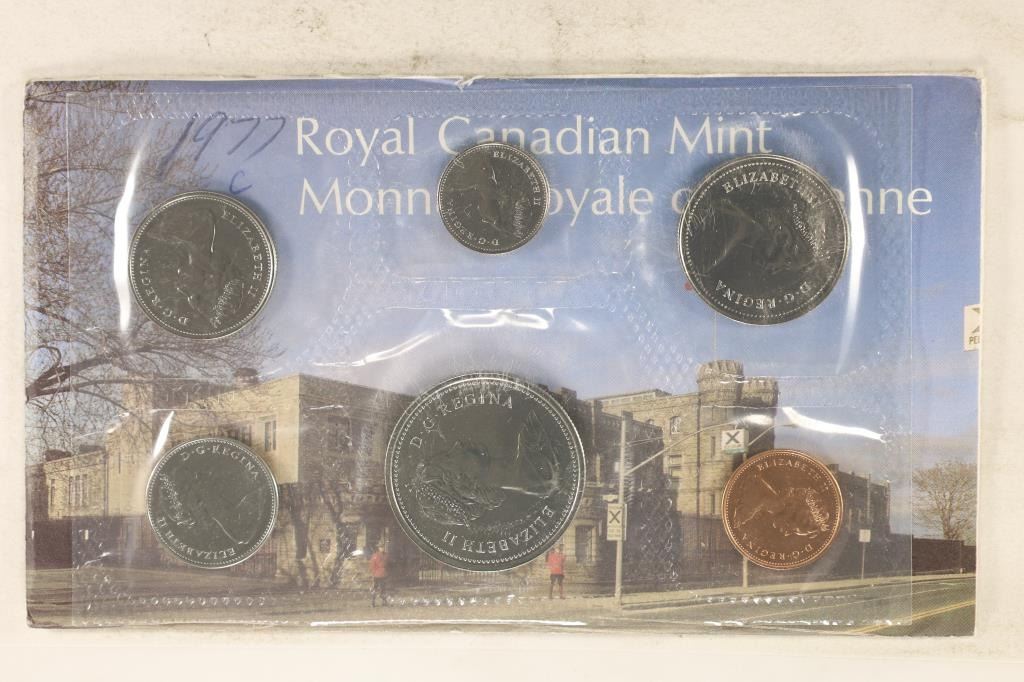 1977
C
Royal Canadian Mint
Monn oyale enne
ELIZABETH II
D·G·REGINA
ELIZABETH II
D·G·REGINA
ELIZABETH II
D·G·REGINA
D·G·REGINA
ELIZABETH II
D·G·REGINA
ELIZABETH II
ELIZABETH II
D·G·REGINA
X
PE
X
X